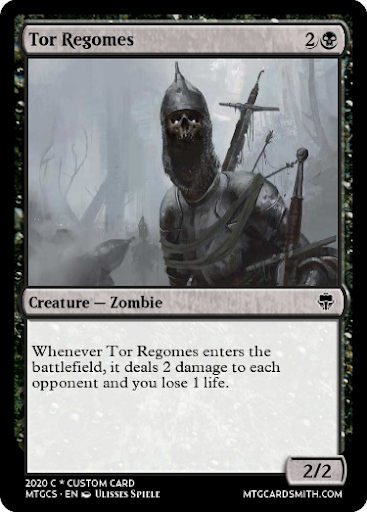 Tor Regomes 2
Creature — Zombie
Whenever Tor Regomes enters the
battlefield, it deals 2 damage to each
opponent and you lose 1 life.
2/2
2020 C * CUSTOM CARD
MTGCS · EN Ulisses Spiele
MTGCARDSMITH.COM